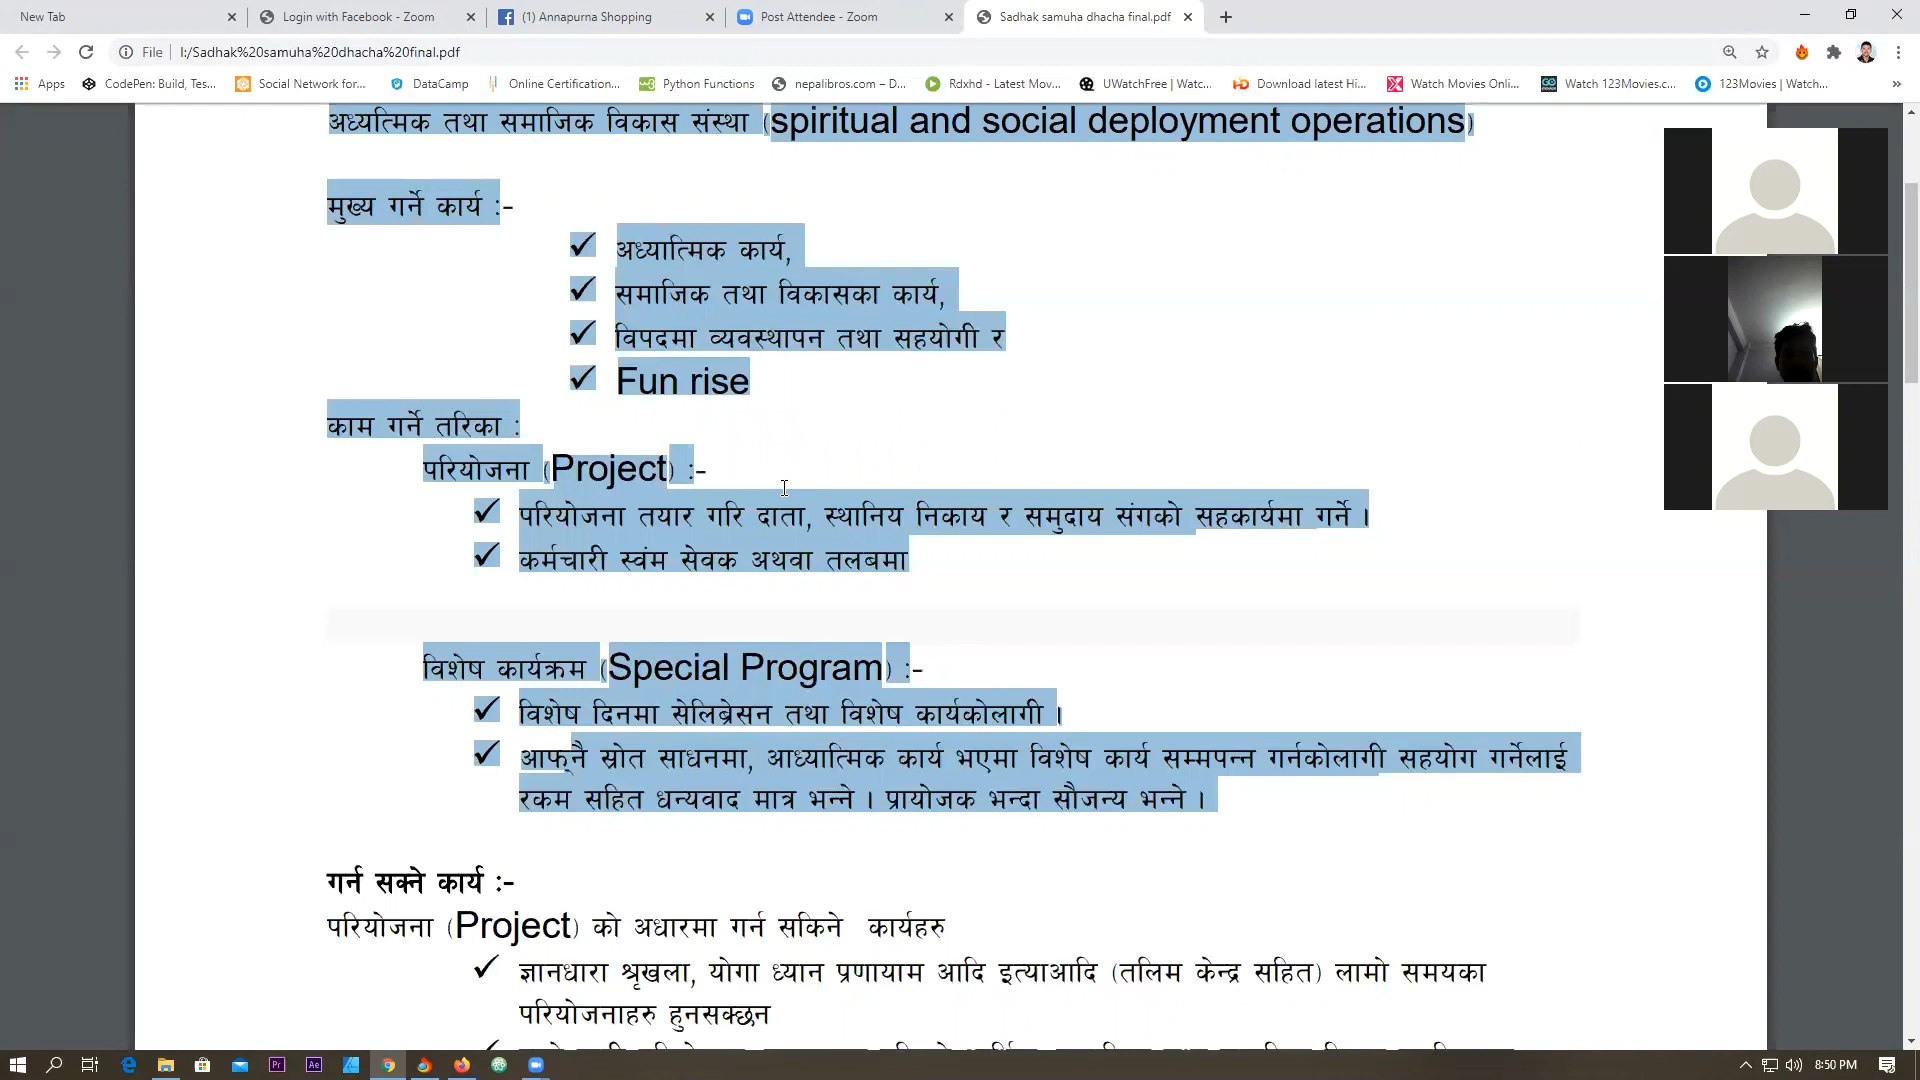 New Tab
Login with Facebook - Zoom
(1) Annapurna Shopping
Post Attendee - Zoom
Sadhak samuha dhacha final.pdf
File
I:/Sadhak%20samuha%20dhacha%20final.pdf
Apps
CodePen: Build, Tes...
Social Network for...
DataCamp
Online Certification...
Python Functions
nepalibros.com – D...
Rdxhd - Latest Mov...
UWatchFree | Watc...
Download latest Hi...
Watch Movies Onli...
Watch 123Movies.c...
123Movies | Watch...
अध्यत्मिक तथा समाजिक विकास संस्था (spiritual and social deployment operations)
मुख्य गर्ने कार्य :-
✓ अध्यात्मिक कार्य,
✓ समाजिक तथा विकासका कार्य,
✓ विपदमा व्यवस्थापन तथा सहयोगी र
✓ Fun rise
काम गर्ने तरिका :
परियोजना (Project) :-
✓ परियोजना तयार गरि दाता, स्थानिय निकाय र समुदाय संगको सहकार्यमा गर्ने ।
✓ कर्मचारी स्वंम सेवक अथवा तलबमा
विशेष कार्यक्रम (Special Program) :-
✓ विशेष दिनमा सेलिब्रेसन तथा विशेष कार्यकोलागी ।
✓ आफ्नै स्रोत साधनमा, आध्यात्मिक कार्य भएमा विशेष कार्य सम्मपन्न गर्नकोलागी सहयोग गर्नेलाई
रकम सहित धन्यवाद मात्र भन्ने । प्रायोजक भन्दा सौजन्य भन्ने ।
गर्न सक्ने कार्य :-
परियोजना (Project) को अधारमा गर्न सकिने कार्यहरु
✓ ज्ञानधारा श्रृखला, योगा ध्यान प्रणायाम आदि इत्याआदि (तलिम केन्द्र सहित) लामो समयका
परियोजनाहरु हुनसक्छन
8:50 PM